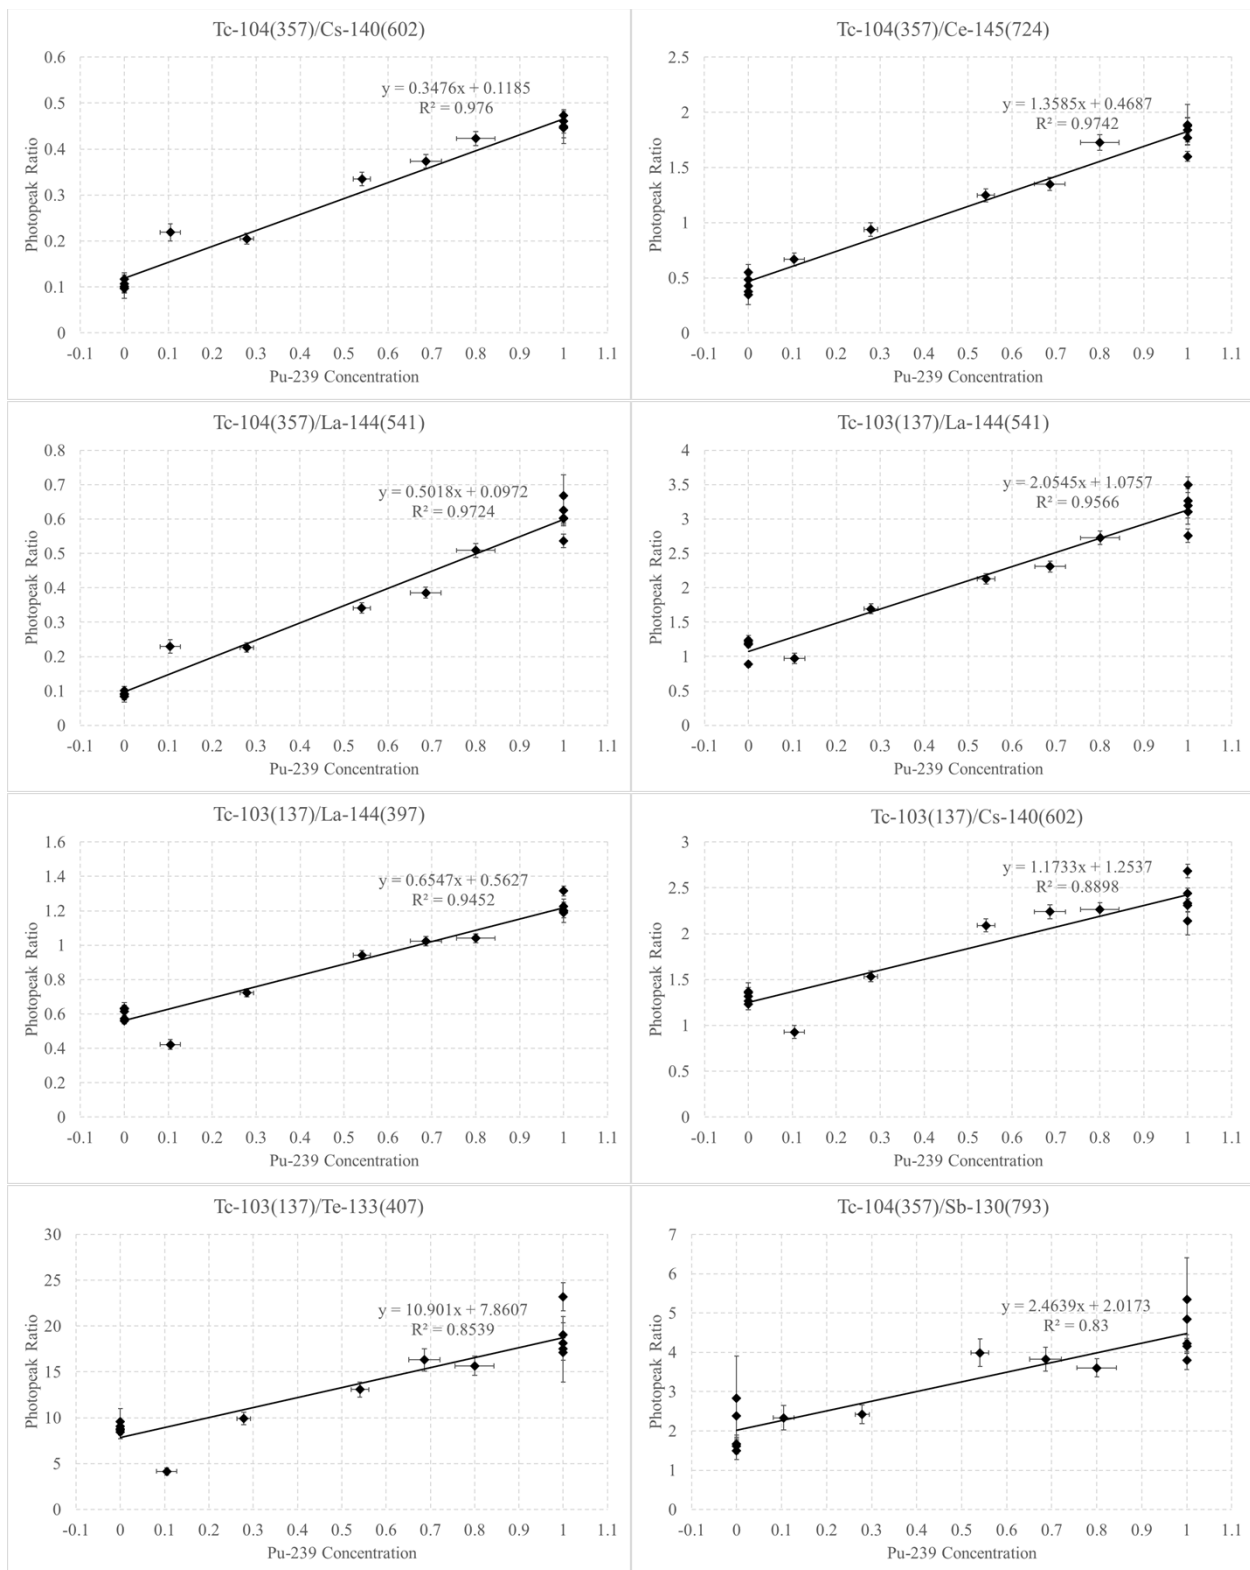 Tc-104(357)/Cs-140(602)
Photopeak Ratio
0.6
0.5
0.4
0.3
0.2
0.1
0
y = 0.3476x + 0.1185
R² = 0.976
-0.1 0 0.1 0.2 0.3 0.4 0.5 0.6 0.7 0.8 0.9 1 1.1
Pu-239 Concentration
Tc-104(357)/Ce-145(724)
Photopeak Ratio
2.5
2
1.5
1
0.5
0
y = 1.3585x + 0.4687
R² = 0.9742
-0.1 0 0.1 0.2 0.3 0.4 0.5 0.6 0.7 0.8 0.9 1 1.1
Pu-239 Concentration
Tc-104(357)/La-144(541)
Photopeak Ratio
0.8
0.7
0.6
0.5
0.4
0.3
0.2
0.1
0
y = 0.5018x + 0.0972
R² = 0.9724
-0.1 0 0.1 0.2 0.3 0.4 0.5 0.6 0.7 0.8 0.9 1 1.1
Pu-239 Concentration
Tc-103(137)/La-144(541)
Photopeak Ratio
4
3.5
3
2.5
2
1.5
1
0.5
0
y = 2.0545x + 1.0757
R² = 0.9566
-0.1 0 0.1 0.2 0.3 0.4 0.5 0.6 0.7 0.8 0.9 1 1.1
Pu-239 Concentration
Tc-103(137)/La-144(397)
Photopeak Ratio
1.6
1.4
1.2
1
0.8
0.6
0.4
0.2
0
y = 0.6547x + 0.5627
R² = 0.9452
-0.1 0 0.1 0.2 0.3 0.4 0.5 0.6 0.7 0.8 0.9 1 1.1
Pu-239 Concentration
Tc-103(137)/Cs-140(602)
Photopeak Ratio
3
2.5
2
1.5
1
0.5
0
y = 1.1733x + 1.2537
R² = 0.8898
-0.1 0 0.1 0.2 0.3 0.4 0.5 0.6 0.7 0.8 0.9 1 1.1
Pu-239 Concentration
Tc-103(137)/Te-133(407)
Photopeak Ratio
30
25
20
15
10
5
0
y = 10.901x + 7.8607
R² = 0.8539
-0.1 0 0.1 0.2 0.3 0.4 0.5 0.6 0.7 0.8 0.9 1 1.1
Pu-239 Concentration
Tc-104(357)/Sb-130(793)
Photopeak Ratio
7
6
5
4
3
2
1
0
y = 2.4639x + 2.0173
R² = 0.83
-0.1 0 0.1 0.2 0.3 0.4 0.5 0.6 0.7 0.8 0.9 1 1.1
Pu-239 Concentration